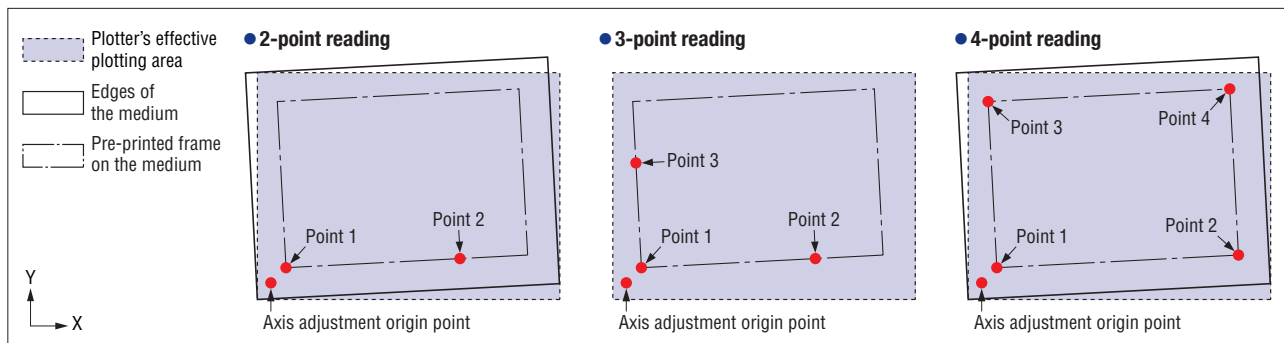 Plotter's effective
plotting area
Edges of
the medium
Pre-printed frame
on the medium
Y
X
● 2-point reading
Point 1
Point 2
Axis adjustment origin point
● 3-point reading
Point 3
Point 1
Point 2
Axis adjustment origin point
● 4-point reading
Point 3
Point 4
Point 1
Point 2
Axis adjustment origin point